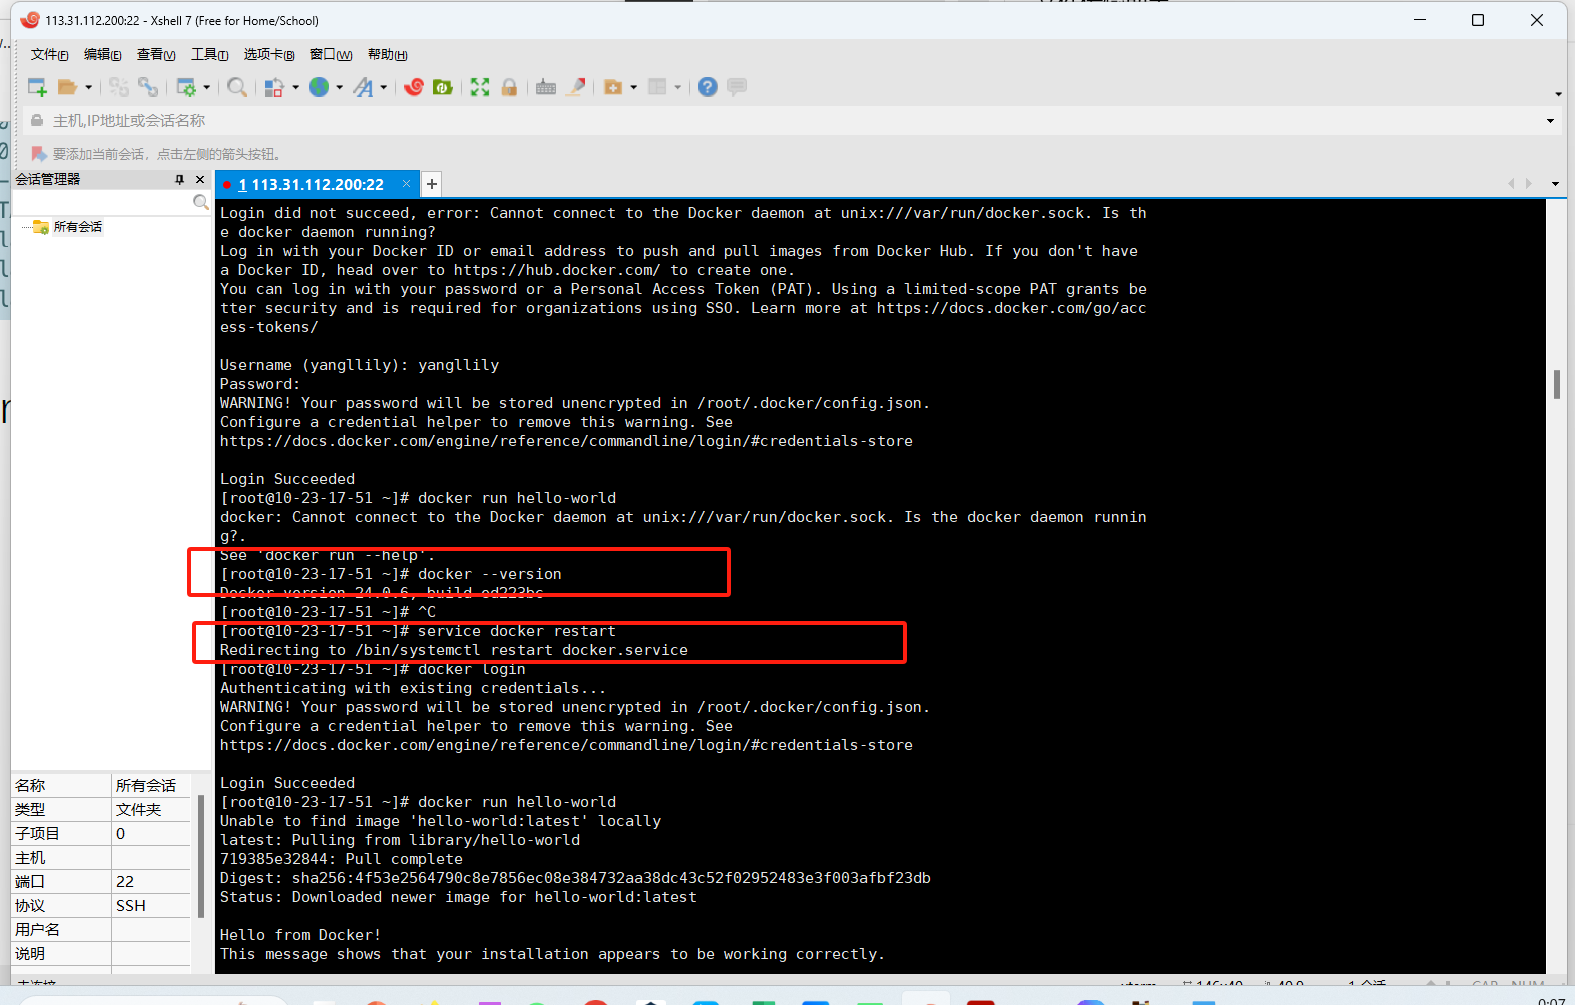 113.31.112.200:22 - Xshell 7 (Free for Home/School)
文件(F) 编辑(E) 查看(V) 工具(T) 选项卡(B) 窗口(W) 帮助(H)
主机,IP地址或会话名称
要添加当前会话，点击左侧的箭头按钮。
会话管理器
1 113.31.112.200:22
所有会话
Login did not succeed, error: Cannot connect to the Docker daemon at unix:///var/run/docker.sock. Is th
e docker daemon running?
Log in with your Docker ID or email address to push and pull images from Docker Hub. If you don't have
a Docker ID, head over to https://hub.docker.com/ to create one.
You can log in with your password or a Personal Access Token (PAT). Using a limited-scope PAT grants be
tter security and is required for organizations using SSO. Learn more at https://docs.docker.com/go/acc
ess-tokens/
Username (yangllily): yangllily
Password:
WARNING! Your password will be stored unencrypted in /root/.docker/config.json.
Configure a credential helper to remove this warning. See
https://docs.docker.com/engine/reference/commandline/login/#credentials-store
Login Succeeded
[root@10-23-17-51 ~]# docker run hello-world
docker: Cannot connect to the Docker daemon at unix:///var/run/docker.sock. Is the docker daemon runnin
g?.
See 'docker run --help'.
[root@10-23-17-51 ~]# docker --version
Docker version 24.0.6, build ed223bc
[root@10-23-17-51 ~]# ^C
[root@10-23-17-51 ~]# service docker restart
Redirecting to /bin/systemctl restart docker.service
[root@10-23-17-51 ~]# docker login
Authenticating with existing credentials...
WARNING! Your password will be stored unencrypted in /root/.docker/config.json.
Configure a credential helper to remove this warning. See
https://docs.docker.com/engine/reference/commandline/login/#credentials-store
Login Succeeded
[root@10-23-17-51 ~]# docker run hello-world
Unable to find image 'hello-world:latest' locally
latest: Pulling from library/hello-world
719385e32844: Pull complete
Digest: sha256:4f53e2564790c8e7856ec08e384732aa38dc43c52f02952483e3f003afbf23db
Status: Downloaded newer image for hello-world:latest
Hello from Docker!
This message shows that your installation appears to be working correctly.
名称 所有会话
类型 文件夹
子项目 0
主机
端口 22
协议 SSH
用户名
说明